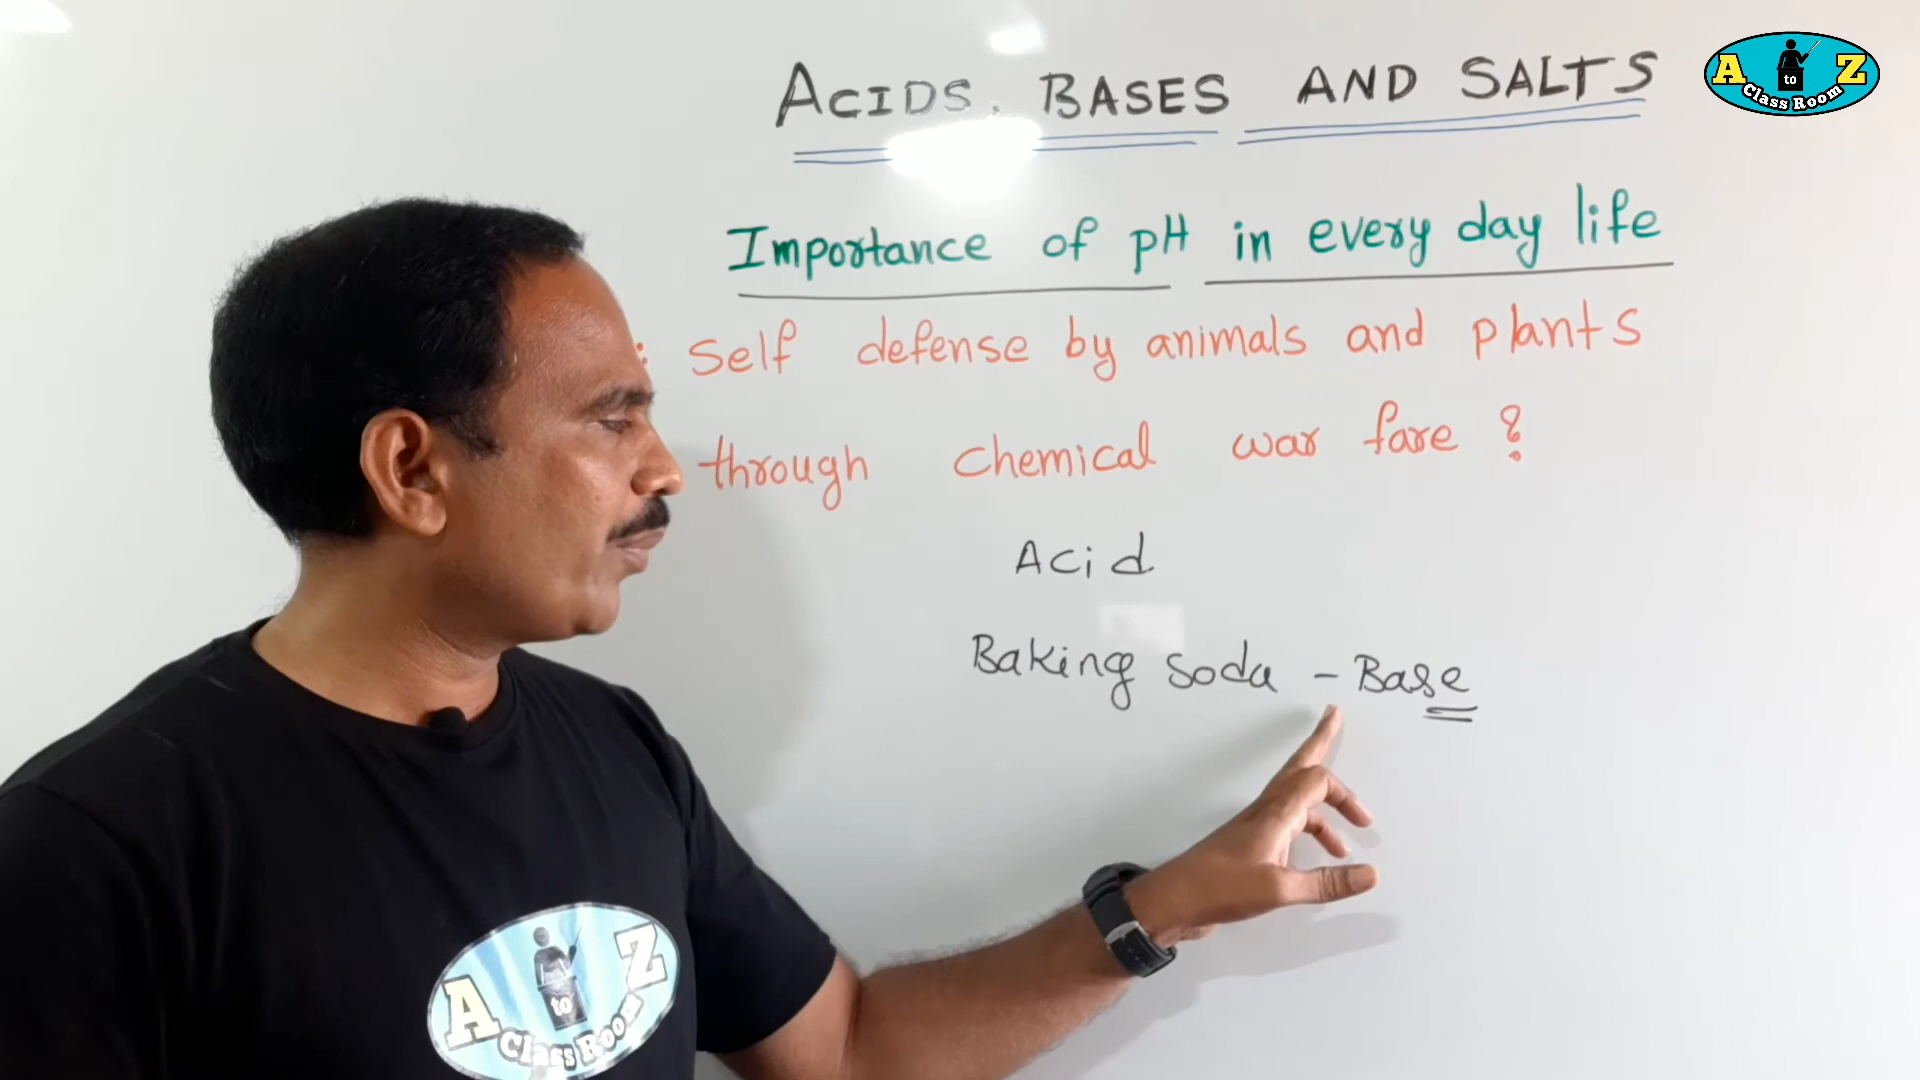 ACIDS, BASES AND SALTS
A to Z
Class Room
Importance of pH in every day life
: Self defense by animals and plants
through chemical war fare ?
Acid
Baking soda - Base
A to Z
Class Room